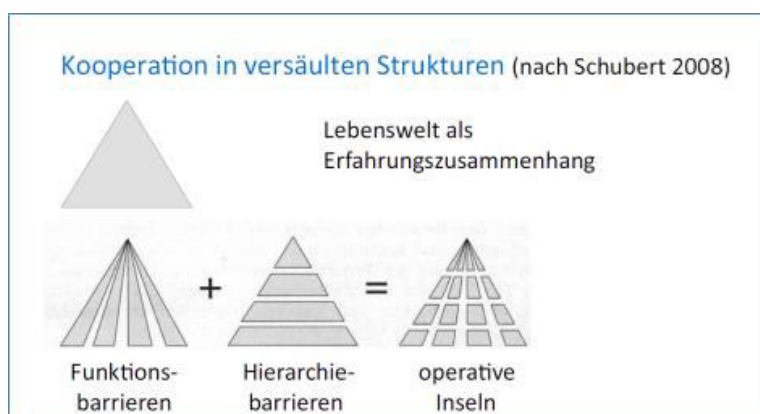 Kooperation in versäulten Strukturen (nach Schubert 2008)
Lebenswelt als
Erfahrungszusammenhang
+
=
Funktions-
barrieren
Hierarchie-
barrieren
operative
Inseln